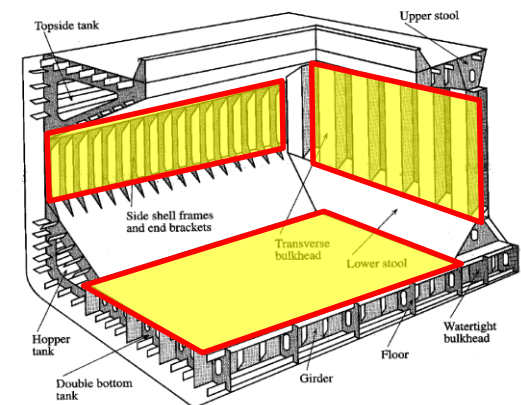 Upper stool
Topside tank
Side shell frames
and end brackets
Transverse
bulkhead
Lower stool
Hopper
tank
Watertight
bulkhead
Floor
Girder
Double bottom
tank